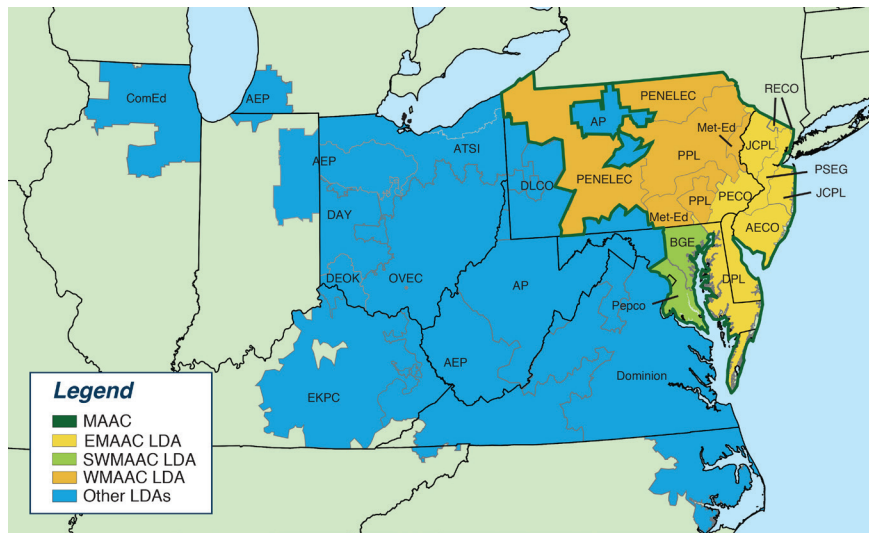 RECO
ComEd
AEP
PENELEC
AP
Met-Ed
JCPL
ATSI
PPL
AEP
PSEG
DLCO
PENELEC
PECO
JCPL
PPL
DAY
Met-Ed
AECO
BGE
DEOK
OVEC
AP
DPL
Pepco
AEP
Dominion
EKPC
Legend
MAAC
EMAAC LDA
SWMAAC LDA
WMAAC LDA
Other LDAs